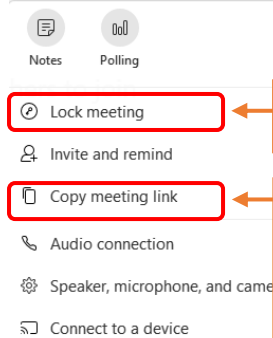 Notes Polling
Lock meeting
Invite and remind
Copy meeting link
Audio connection
Speaker, microphone, and came
Connect to a device